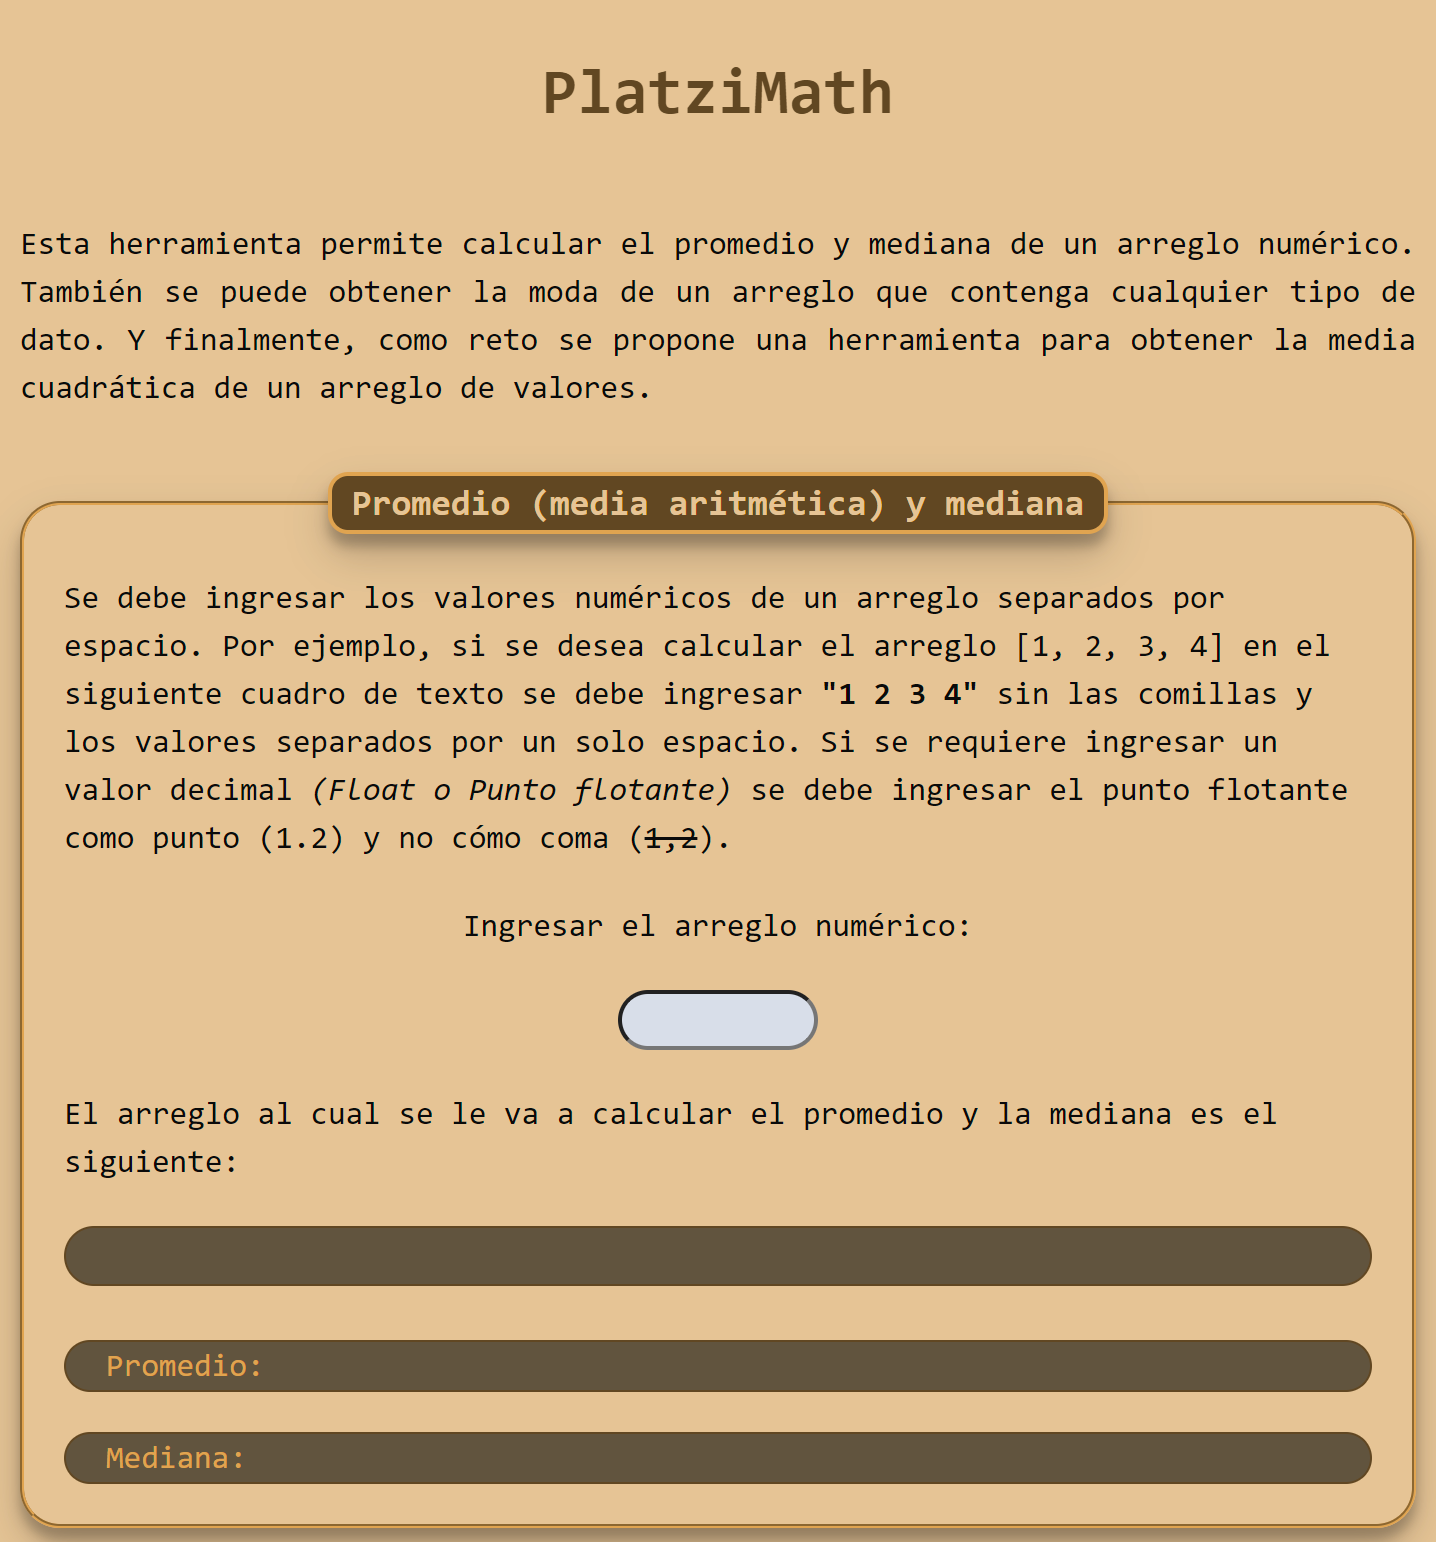 PlatziMath
Esta herramienta permite calcular el promedio y mediana de un arreglo numérico.
También se puede obtener la moda de un arreglo que contenga cualquier tipo de
dato. Y finalmente, como reto se propone una herramienta para obtener la media
cuadrática de un arreglo de valores.
Promedio (media aritmética) y mediana
Se debe ingresar los valores numéricos de un arreglo separados por
espacio. Por ejemplo, si se desea calcular el arreglo [1, 2, 3, 4] en el
siguiente cuadro de texto se debe ingresar "1 2 3 4" sin las comillas y
los valores separados por un solo espacio. Si se requiere ingresar un
valor decimal (Float o Punto flotante) se debe ingresar el punto flotante
como punto (1.2) y no cómo coma (1,2).
Ingresar el arreglo numérico:
El arreglo al cual se le va a calcular el promedio y la mediana es el
siguiente:
Promedio:
Mediana: